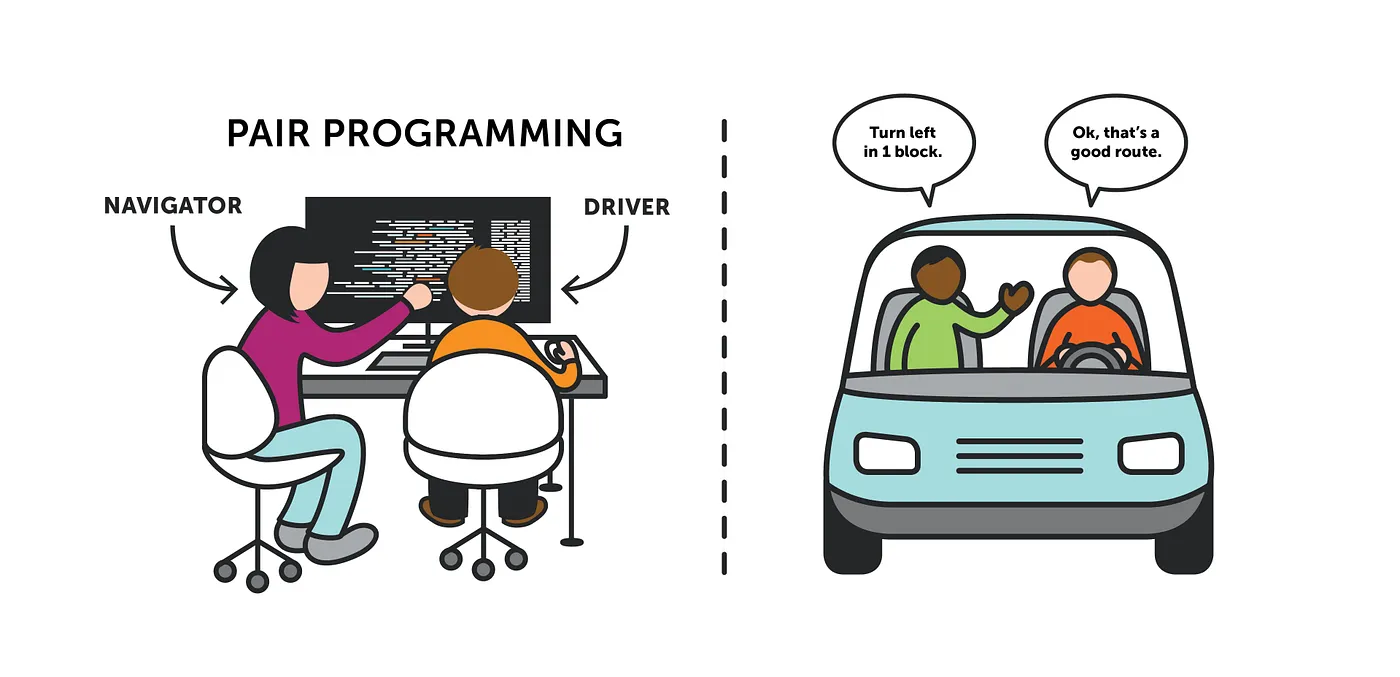 PAIR PROGRAMMING
NAVIGATOR
DRIVER
Turn left
in 1 block.
Ok, that's a
good route.